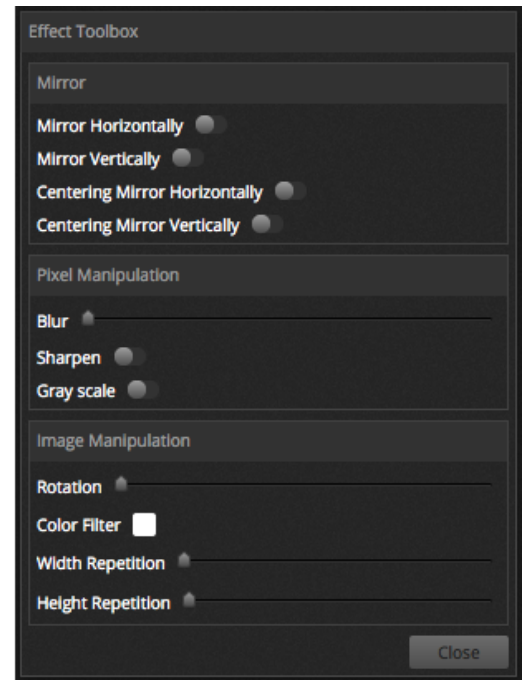 Effect Toolbox
Mirror
Mirror Horizontally
Mirror Vertically
Centering Mirror Horizontally
Centering Mirror Vertically
Pixel Manipulation
Blur
Sharpen
Gray scale
Image Manipulation
Rotation
Color Filter
Width Repetition
Height Repetition
Close